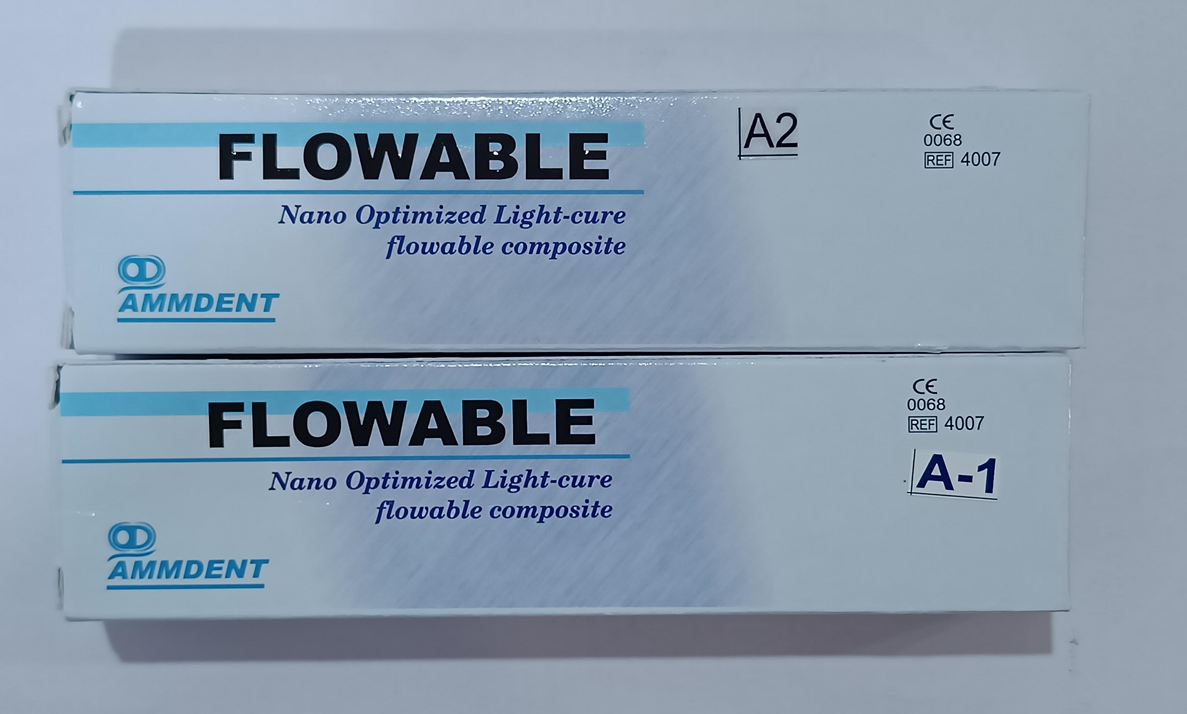 FLOWABLE
Nano Optimized Light-cure
flowable composite
AMMDENT
A2
CE
0068
REF 4007
FLOWABLE
Nano Optimized Light-cure
flowable composite
AMMDENT
CE
0068
REF 4007
A-1